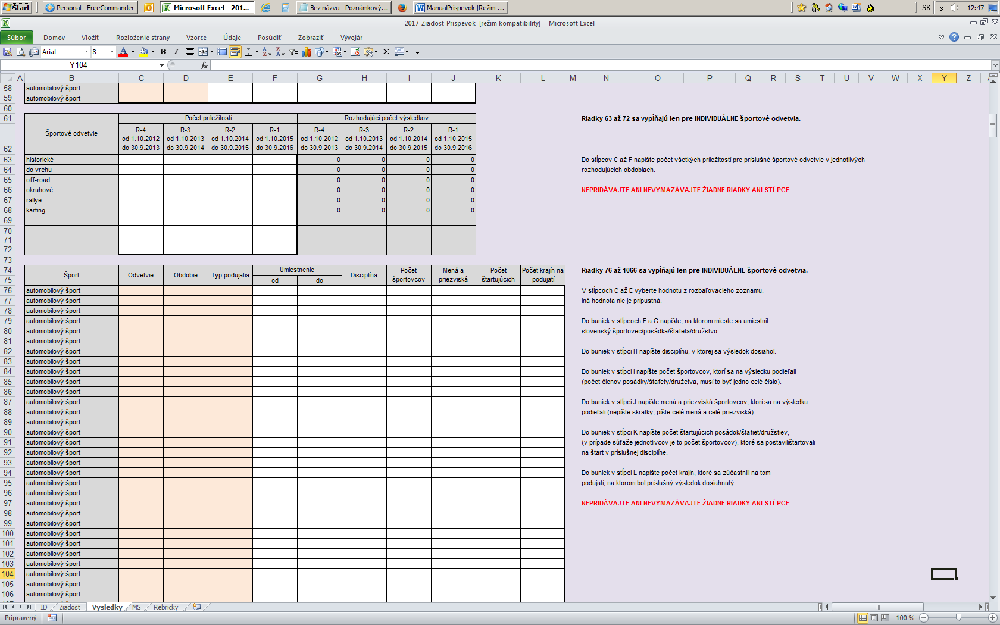 Start
Personal - FreeCommander
Microsoft Excel - 201...
Bez názvu - Poznámkový...
ManualPrispevok [Režim ...
SK
12:47
2017-Ziadost-Prispevok [režim kompatibility] - Microsoft Excel
Súbor Domov Vložiť Rozloženie strany Vzorce Údaje Posúdiť Zobraziť Vývojár
Arial 8
Y104 fx
A B C D E F G H I J K L M N O P Q R S T U V W X Y Z
58 automobilový šport
59 automobilový šport
60
61 Počet príležitostí Rozhodujúci počet výsledkov Riadky 63 až 72 sa vypĺňajú len pre INDIVIDUÁLNE športové odvetvia.
Športové odvetvie
R-4 R-3 R-2 R-1 R-4 R-3 R-2 R-1
od 1.10.2012 od 1.10.2013 od 1.10.2014 od 1.10.2015 od 1.10.2012 od 1.10.2013 od 1.10.2014 od 1.10.2015
62 do 30.9.2013 do 30.9.2014 do 30.9.2015 do 30.9.2016 do 30.9.2013 do 30.9.2014 do 30.9.2015 do 30.9.2016
63 historické 0 0 0 0 Do stĺpcov C až F napíšte počet všetkých príležitostí pre príslušné športové odvetvie v jednotlivých
64 do vrchu 0 0 0 0 rozhodujúcich obdobiach.
65 off-road 0 0 0 0
66 okruhové 0 0 0 0 NEPRIDÁVAJTE ANI NEVYMAZÁVAJTE ŽIADNE RIADKY ANI STĹPCE
67 rallye 0 0 0 0
68 karting 0 0 0 0
69
70
71
72
73
74 Umiestnenie Počet Mená a Počet Počet krajín na Riadky 76 až 1066 sa vypĺňajú len pre INDIVIDUÁLNE športové odvetvia.
Šport Odvetvie Obdobie Typ podujatia Disciplína
75 od do športovcov priezviská štartujúcich podujatí
76 automobilový šport V stĺpcoch C až E vyberte hodnotu z rozbaľovacieho zoznamu.
77 automobilový šport Iná hodnota nie je prípustná.
78 automobilový šport
79 automobilový šport Do buniek v stĺpcoch F a G napíšte, na ktorom mieste sa umiestnil
80 automobilový šport slovenský športovec/posádka/štafeta/družstvo.
81 automobilový šport
82 automobilový šport Do buniek v stĺpci H napíšte disciplínu, v ktorej sa výsledok dosiahol.
83 automobilový šport
84 automobilový šport Do buniek v stĺpci I napíšte počet športovcov, ktorí sa na výsledku podieľali
85 automobilový šport (počet členov posádky/štafety/družetva, musí to byť jedno celé číslo).
86 automobilový šport
87 automobilový šport Do buniek v stĺpci J napíšte mená a priezviská športovcov, ktorí sa na výsledku
88 automobilový šport podieľali (nepíšte skratky, píšte celé mená a celé priezviská).
89 automobilový šport
90 automobilový šport Do buniek v stĺpci K napíšte počet štartujúcich posádok/štafiet/družstiev,
91 automobilový šport (v prípade súťaže jednotlivcov je to počet športovcov), ktoré sa postavilištartovali
92 automobilový šport na štart v príslušnej disciplíne.
93 automobilový šport
94 automobilový šport Do buniek v stĺpci L napíšte počet krajín, ktoré sa zúčastnili na tom
95 automobilový šport podujatí, na ktorom bol príslušný výsledok dosiahnutý.
96 automobilový šport
97 automobilový šport NEPRIDÁVAJTE ANI NEVYMAZÁVAJTE ŽIADNE RIADKY ANI STĹPCE
98 automobilový šport
99 automobilový šport
100 automobilový šport
101 automobilový šport
102 automobilový šport
103 automobilový šport
104 automobilový šport
105 automobilový šport
106 automobilový šport
ID Ziadost Vysledky MS Rebricky
Pripravený 100 %